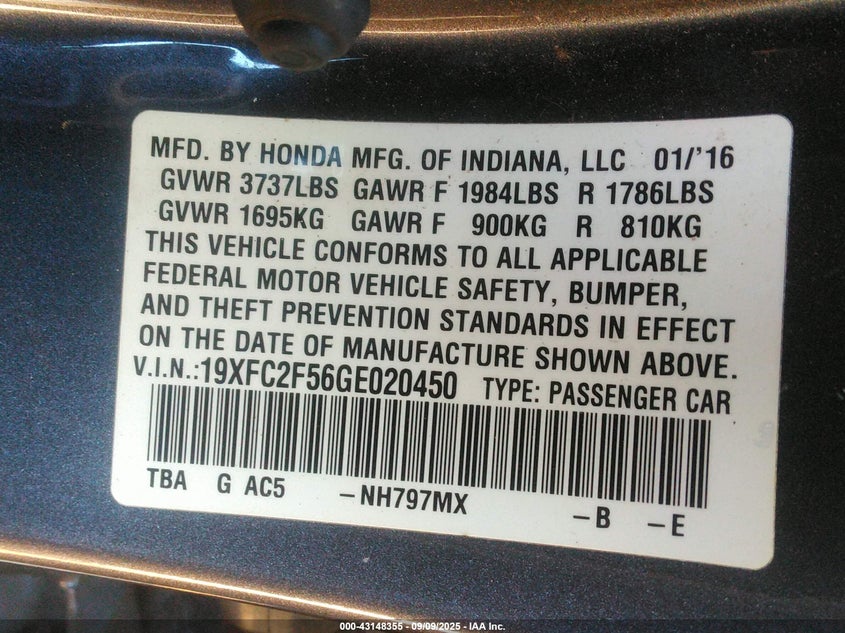 MFD. BY HONDA MFG. OF INDIANA, LLC 01/'16
GVWR 3737LBS GAWR F 1984LBS R 1786LBS
GVWR 1695KG GAWR F 900KG R 810KG
THIS VEHICLE CONFORMS TO ALL APPLICABLE
FEDERAL MOTOR VEHICLE SAFETY, BUMPER,
AND THEFT PREVENTION STANDARDS IN EFFECT
ON THE DATE OF MANUFACTURE SHOWN ABOVE.
V.I.N.:19XFC2F56GE020450 TYPE: PASSENGER CAR
TBA G AC5 -NH797MX -B -E
000-43148355 - 09/09/2025 - IAA Inc.